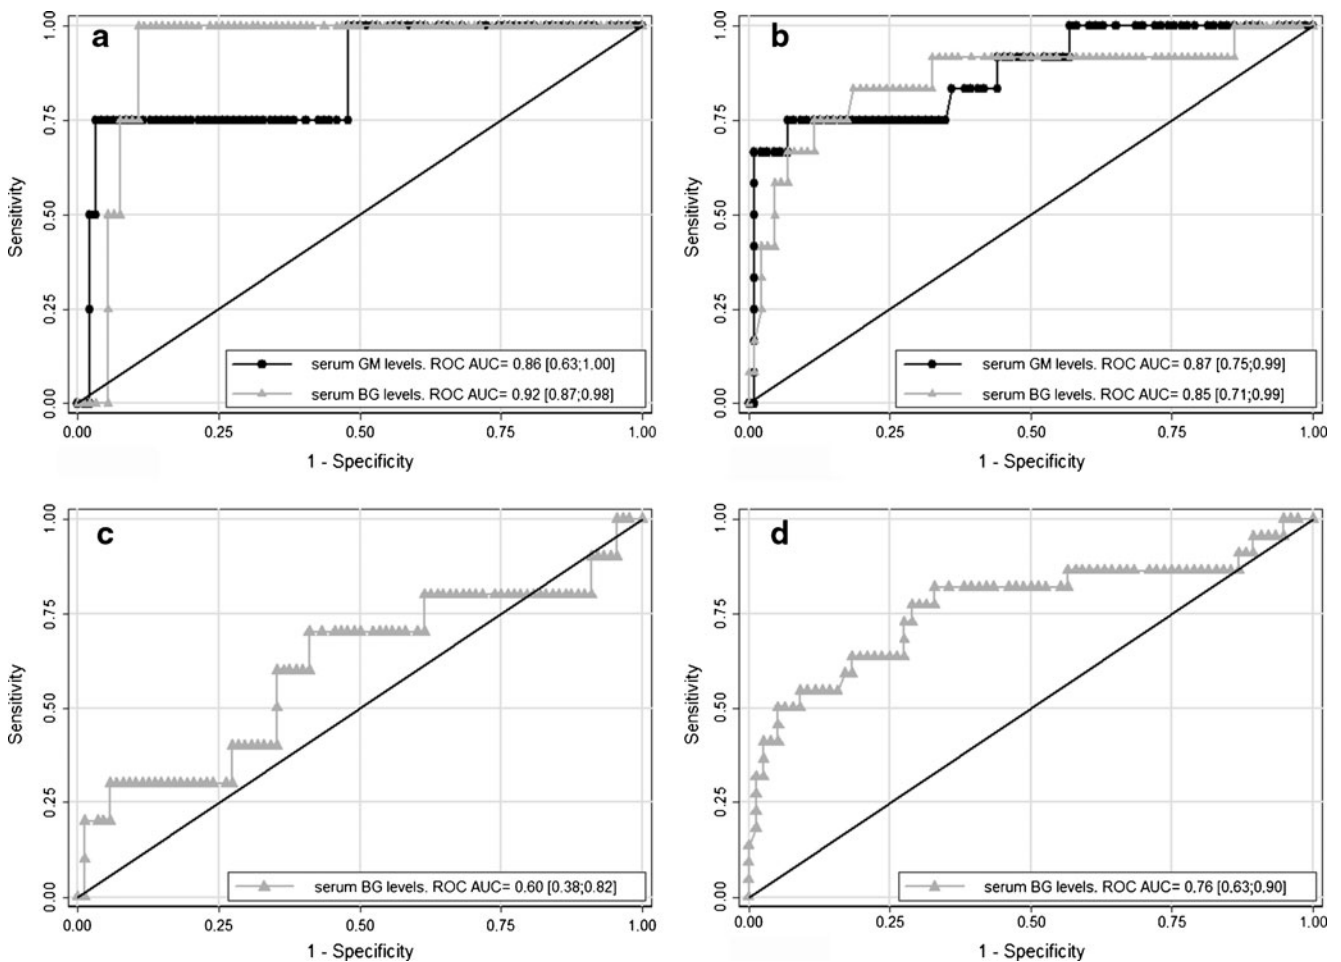 a
1.00
0.75
0.50
0.25
0.00
Sensitivity
serum GM levels. ROC AUC= 0.86 [0.63;1.00]
serum BG levels. ROC AUC= 0.92 [0.87;0.98]
0.00 0.25 0.50 0.75 1.00
1 - Specificity
b
1.00
0.75
0.50
0.25
0.00
Sensitivity
serum GM levels. ROC AUC= 0.87 [0.75;0.99]
serum BG levels. ROC AUC= 0.85 [0.71;0.99]
0.00 0.25 0.50 0.75 1.00
1 - Specificity
c
1.00
0.75
0.50
0.25
0.00
Sensitivity
serum BG levels. ROC AUC= 0.60 [0.38;0.82]
0.00 0.25 0.50 0.75 1.00
1 - Specificity
d
1.00
0.75
0.50
0.25
0.00
Sensitivity
serum BG levels. ROC AUC= 0.76 [0.63;0.90]
0.00 0.25 0.50 0.75 1.00
1 - Specificity